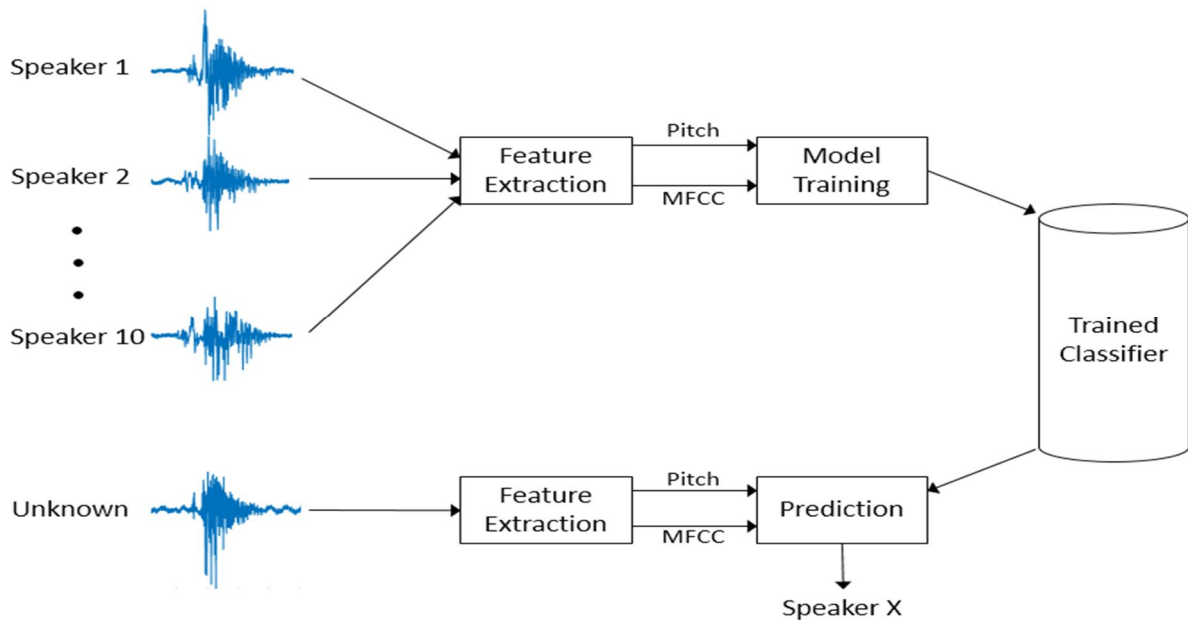 Speaker 1
Speaker 2
Speaker 10
Feature
Extraction
Pitch
MFCC
Model
Training
Trained
Classifier
Unknown
Feature
Extraction
Pitch
MFCC
Prediction
Speaker X